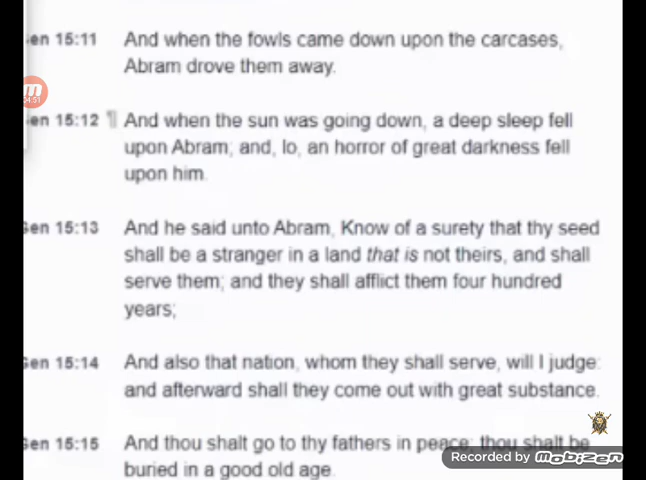 en 15:11 And when the fowls came down upon the carcases,
Abram drove them away.
04:51
en 15:12 ¶ And when the sun was going down, a deep sleep fell
upon Abram; and, lo, an horror of great darkness fell
upon him.
Gen 15:13 And he said unto Abram, Know of a surety that thy seed
shall be a stranger in a land that is not theirs, and shall
serve them; and they shall afflict them four hundred
years;
Gen 15:14 And also that nation, whom they shall serve, will I judge:
and afterward shall they come out with great substance.
Gen 15:15 And thou shalt go to thy fathers in peace; thou shalt be
buried in a good old age.
Recorded by mobizen